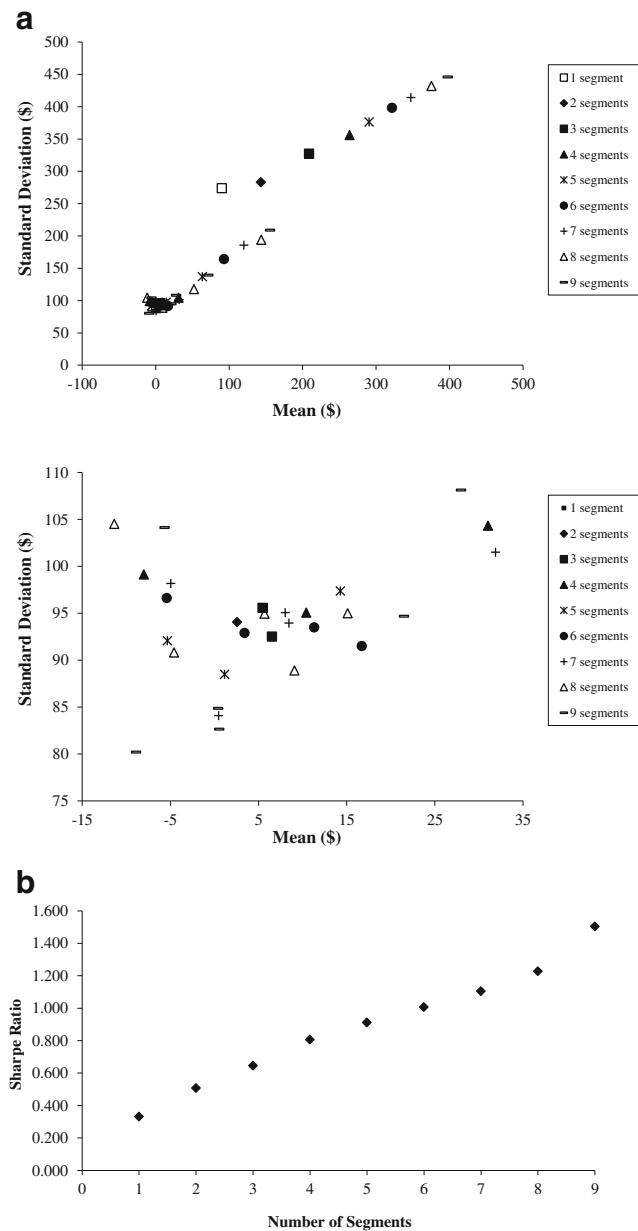 a
500
450
400
350
300
250
200
150
100
50
0
-100 0 100 200 300 400 500
Standard Deviation ($)
Mean ($)
1 segment
2 segments
3 segments
4 segments
5 segments
6 segments
7 segments
8 segments
9 segments
110
105
100
95
90
85
80
75
-15 -5 5 15 25 35
Standard Deviation ($)
Mean ($)
1 segment
2 segments
3 segments
4 segments
5 segments
6 segments
7 segments
8 segments
9 segments
b
1.600
1.400
1.200
1.000
0.800
0.600
0.400
0.200
0.000
0 1 2 3 4 5 6 7 8 9
Sharpe Ratio
Number of Segments